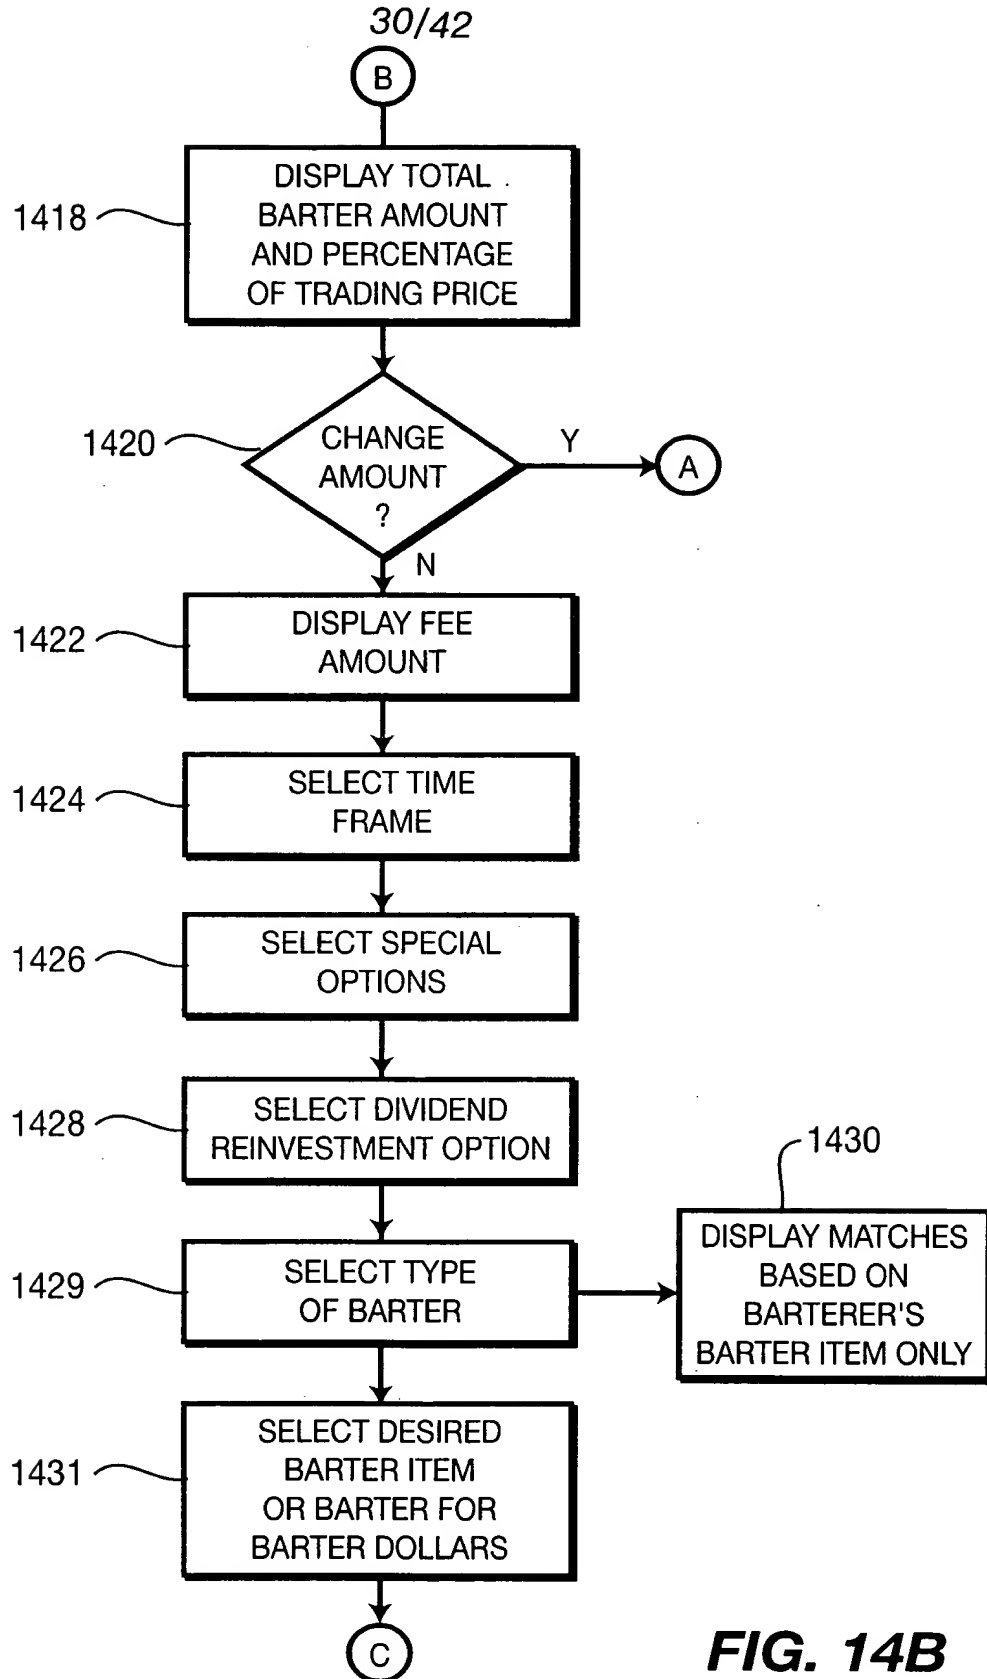 30/42
B
1418
DISPLAY TOTAL
BARTER AMOUNT
AND PERCENTAGE
OF TRADING PRICE
1420
CHANGE
AMOUNT
?
Y
A
N
1422
DISPLAY FEE
AMOUNT
1424
SELECT TIME
FRAME
1426
SELECT SPECIAL
OPTIONS
1428
SELECT DIVIDEND
REINVESTMENT OPTION
1429
SELECT TYPE
OF BARTER
1430
DISPLAY MATCHES
BASED ON
BARTERER'S
BARTER ITEM ONLY
1431
SELECT DESIRED
BARTER ITEM
OR BARTER FOR
BARTER DOLLARS
C
FIG. 14B